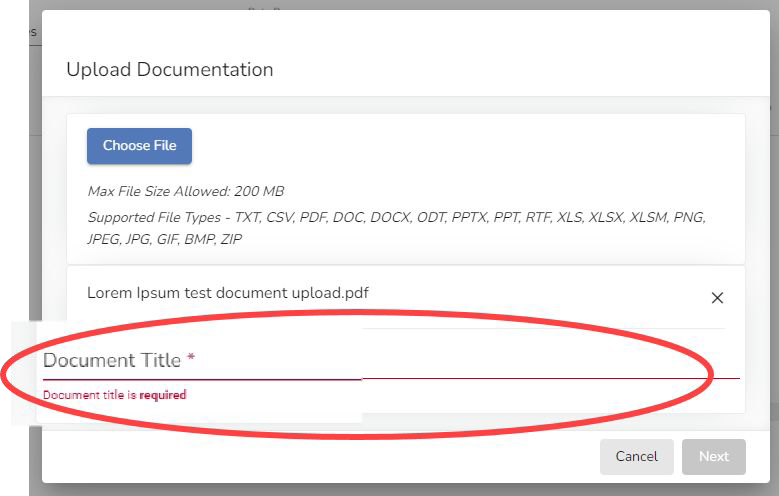 Upload Documentation
Choose File
Max File Size Allowed: 200 MB
Supported File Types - TXT, CSV, PDF, DOC, DOCX, ODT, PPTX, PPT, RTF, XLS, XLSX, XLSM, PNG,
JPEG, JPG, GIF, BMP, ZIP
Lorem Ipsum test document upload.pdf
Document Title *
Document title is required
Cancel
Next